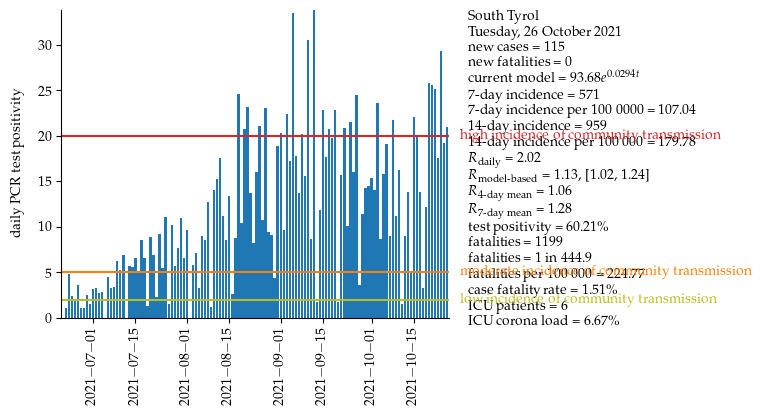 South Tyrol
Tuesday, 26 October 2021
new cases = 115
new fatalities = 0
current model = 93.68e^0.0294t
7-day incidence = 571
7-day incidence per 100 0000 = 107.04
14-day incidence = 959
high incidence of community transmission
14-day incidence per 100 000 = 179.78
R_daily = 2.02
R_model-based = 1.13, [1.02, 1.24]
R_4-day mean = 1.06
R_7-day mean = 1.28
test positivity = 60.21%
fatalities = 1199
fatalities = 1 in 444.9
moderate incidence of community transmission
fatalities per 100 000 = 224.77
case fatality rate = 1.51%
low incidence of community transmission
ICU patients = 6
ICU corona load = 6.67%
daily PCR test positivity
30
25
20
15
10
5
0
2021−07−01
2021−07−15
2021−08−01
2021−08−15
2021−09−01
2021−09−15
2021−10−01
2021−10−15